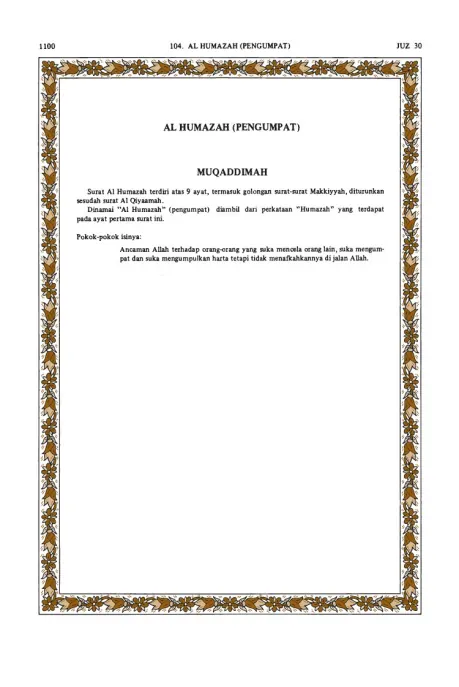 1100 104. AL HUMAZAH (PENGUMPAT) JUZ 30
AL HUMAZAH (PENGUMPAT)
MUQADDIMAH
Surat Al Humazah terdiri atas 9 ayat, termasuk golongan surat-surat Makkiyyah, diturunkan
sesudah surat Al Qiyaamah.
Dinamai "Al Humazah" (pengumpat) diambil dari perkataan "Humazah" yang terdapat
pada ayat pertama surat ini.
Pokok-pokok isinya:
Ancaman Allah terhadap orang-orang yang suka mencela orang lain, suka mengum-
pat dan suka mengumpulkan harta tetapi tidak menafkahkannya di jalan Allah.